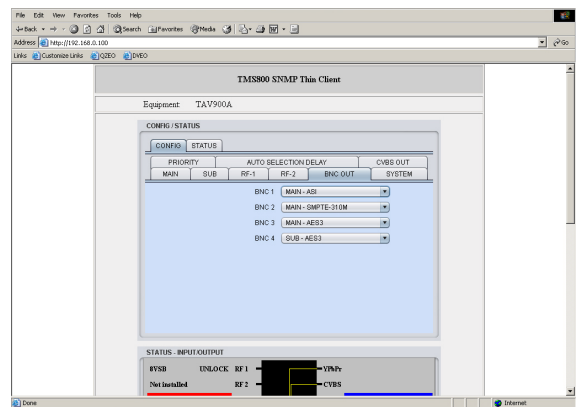 File Edit View Favorites Tools Help
Back Search Favorites Media
Address http://192.168.0.100 Go
Links Customize Links QZEO DVEO
TMS800 SNMP Thin Client
Equipment: TAV900A
CONFIG / STATUS
CONFIG STATUS
PRIORITY AUTO SELECTION DELAY CVBS OUT
MAIN SUB RF-1 RF-2 BNC OUT SYSTEM
BNC 1 MAIN - ASI
BNC 2 MAIN - SMPTE-310M
BNC 3 MAIN - AES3
BNC 4 SUB - AES3
STATUS - INPUT/OUTPUT
8VSB UNLOCK RF 1 YPbPr
Not installed RF 2 CVBS
Done Internet